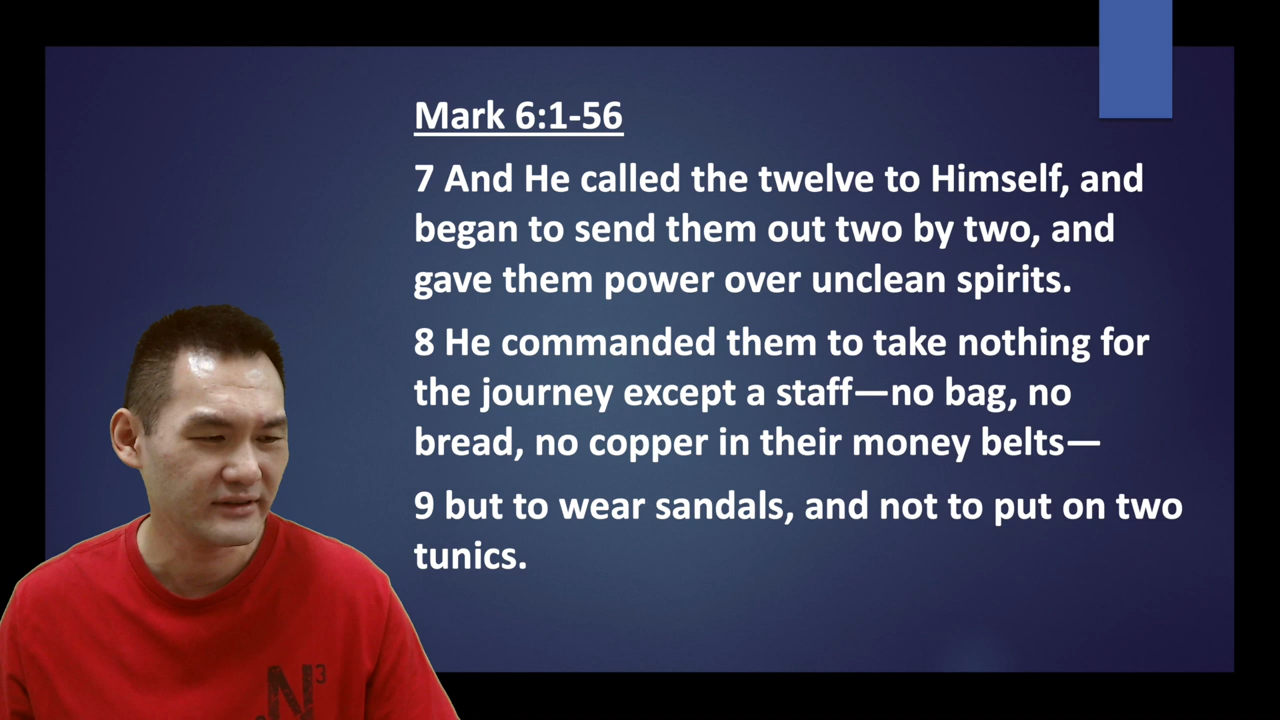 Mark 6:1-56
7 And He called the twelve to Himself, and
began to send them out two by two, and
gave them power over unclean spirits.
8 He commanded them to take nothing for
the journey except a staff—no bag, no
bread, no copper in their money belts—
9 but to wear sandals, and not to put on two
tunics.
N3